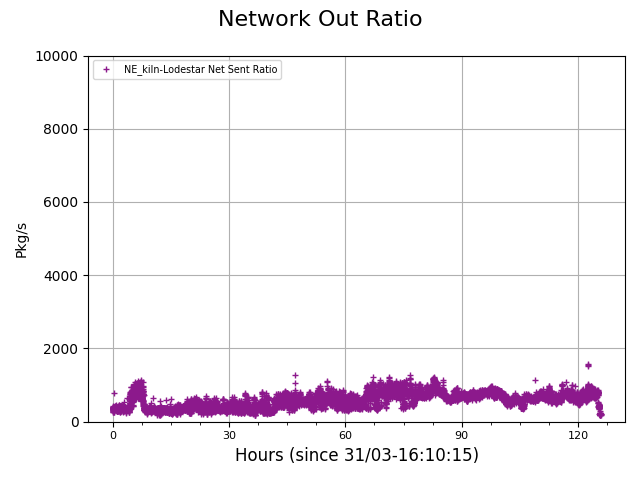 Network Out Ratio
NE_kiln-Lodestar Net Sent Ratio
10000
8000
6000
4000
2000
0
Pkg/s
0 30 60 90 120
Hours (since 31/03-16:10:15)